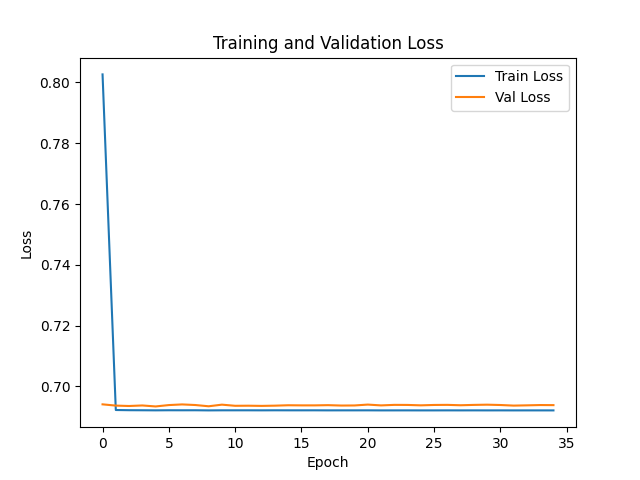 Training and Validation Loss
Train Loss
Val Loss
0.80
0.78
0.76
0.74
0.72
0.70
Loss
0 5 10 15 20 25 30 35
Epoch